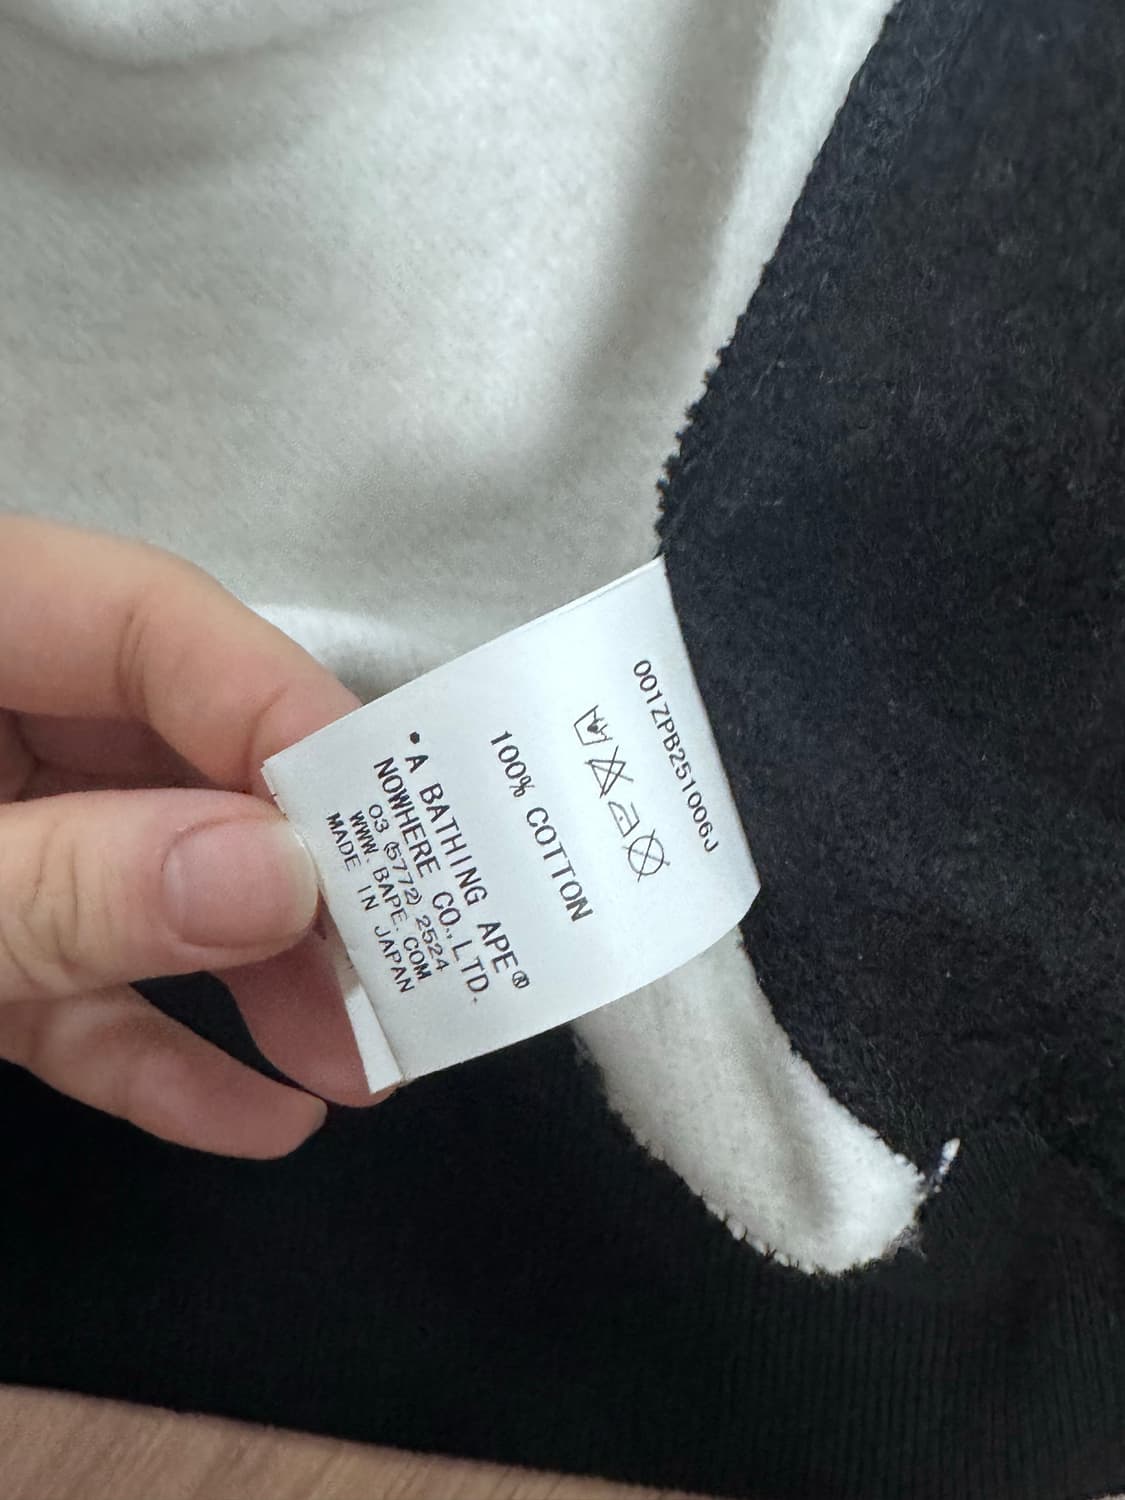 001ZPB251006J
100% COTTON
•A BATHING APE®
NOWHERE CO., LTD.
03 (5772) 2524
WWW. BAPE. COM
MADE IN JAPAN